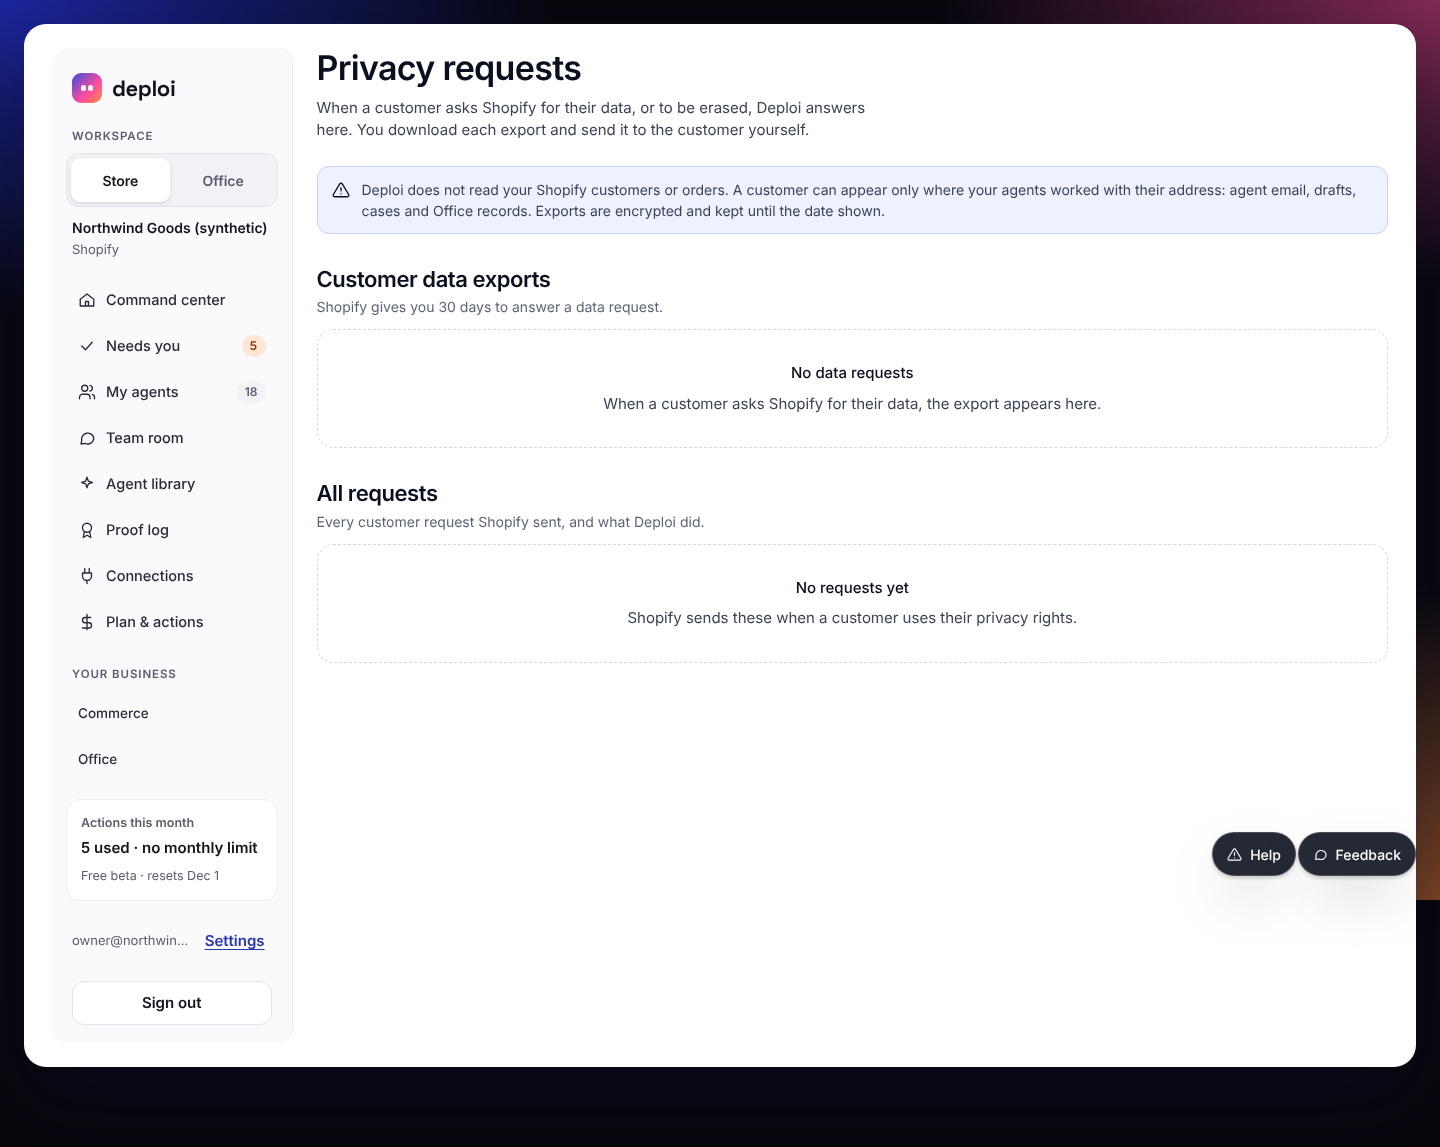 deploi
WORKSPACE
Store
Office
Northwind Goods (synthetic)
Shopify
Command center
Needs you
5
My agents
18
Team room
Agent library
Proof log
Connections
Plan & actions
YOUR BUSINESS
Commerce
Office
Actions this month
5 used · no monthly limit
Free beta · resets Dec 1
owner@northwin...
Settings
Sign out
Privacy requests
When a customer asks Shopify for their data, or to be erased, Deploi answers
here. You download each export and send it to the customer yourself.
Deploi does not read your Shopify customers or orders. A customer can appear only where your agents worked with their address: agent email, drafts,
cases and Office records. Exports are encrypted and kept until the date shown.
Customer data exports
Shopify gives you 30 days to answer a data request.
No data requests
When a customer asks Shopify for their data, the export appears here.
All requests
Every customer request Shopify sent, and what Deploi did.
No requests yet
Shopify sends these when a customer uses their privacy rights.
Help
Feedback